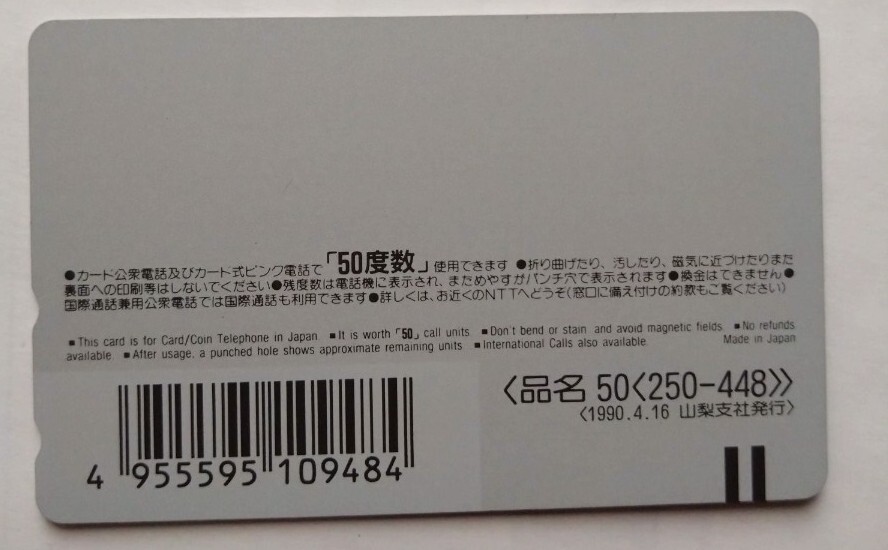 ●カード公衆電話及びカード式ピンク電話で「50度数」使用できます ●折り曲げたり、汚したり、磁気に近づけたりまた
裏面への印刷等はしないでください●残度数は電話機に表示され、まためやすがパンチ穴で表示されます●換金はできません●
国際通話兼用公衆電話では国際通話も利用できます●詳しくは、お近くのNTTへどうぞ(窓口に備え付けの約款もご覧ください)
■This card is for Card/Coin Telephone in Japan. ■It is worth「50」call units. ■Don't bend or stain. and avoid magnetic fields. ■No refunds
available. ■After usage, a punched hole shows approximate remaining units. ■International Calls also available. Made in Japan
〈品名 50〈250-448〉〉
〈1990.4.16 山梨支社発行〉
4 955595 109484